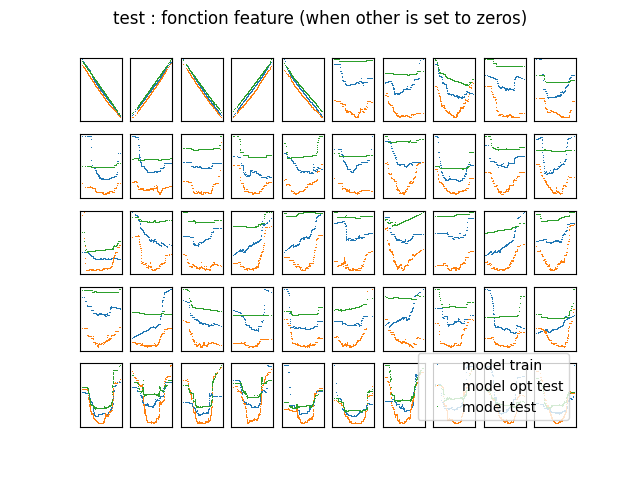 test : fonction feature (when other is set to zeros)
model train
model opt test
model test